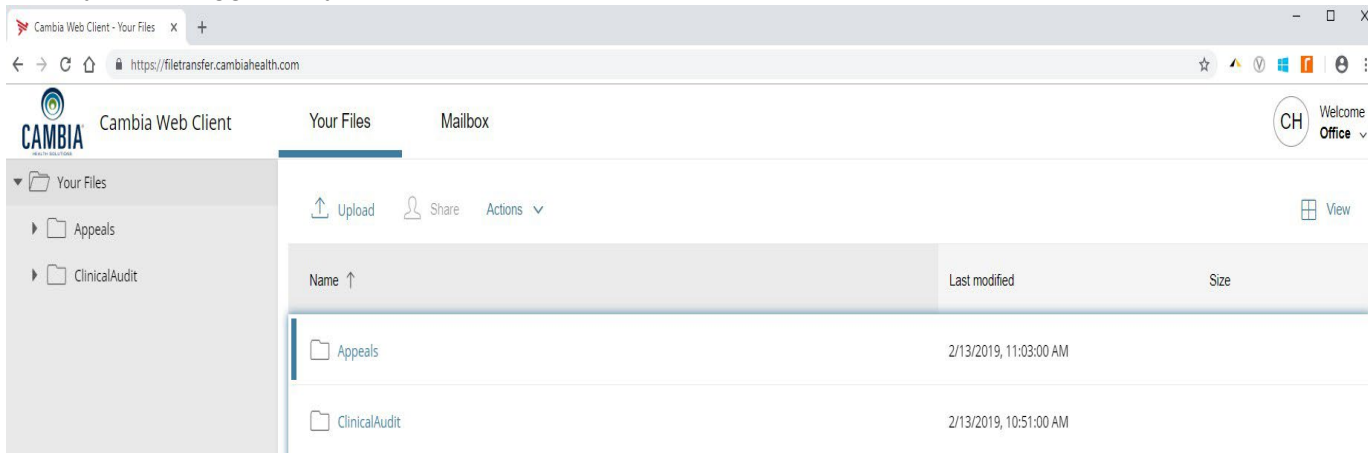 Cambia Web Client - Your Files
https://filetransfer.cambiahealth.com
CAMBIA
HEALTH SOLUTIONS
Cambia Web Client
Your Files
Mailbox
CH
Welcome
Office
Your Files
Appeals
ClinicalAudit
Upload
Share
Actions
View
Name
Last modified
Size
Appeals
2/13/2019, 11:03:00 AM
ClinicalAudit
2/13/2019, 10:51:00 AM